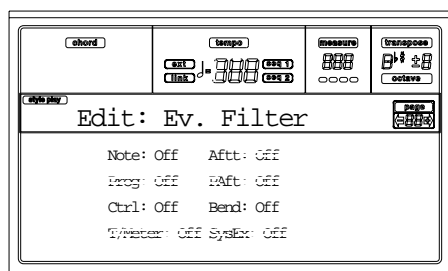 chord tempo measure transpose
ext seq 1
link seq 2
octave
style play
Edit: Ev. Filter
page
Note: Off Aftt: Off
Prog: Off PAft: Off
Ctrl: Off Bend: Off
T/Meter: Off SysEx: Off